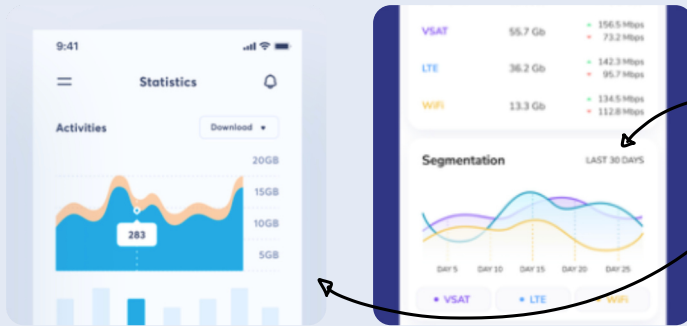 9:41
Statistics
Activities
Download
20GB
15GB
10GB
5GB
283
VSAT 55.7 Gb 156.5 Mbps
73.2 Mbps
LTE 36.2 Gb 142.3 Mbps
95.7 Mbps
WiFi 13.3 Gb 134.5 Mbps
112.8 Mbps
Segmentation LAST 30 DAYS
DAY 5 DAY 10 DAY 15 DAY 20 DAY 25
VSAT LTE WiFi